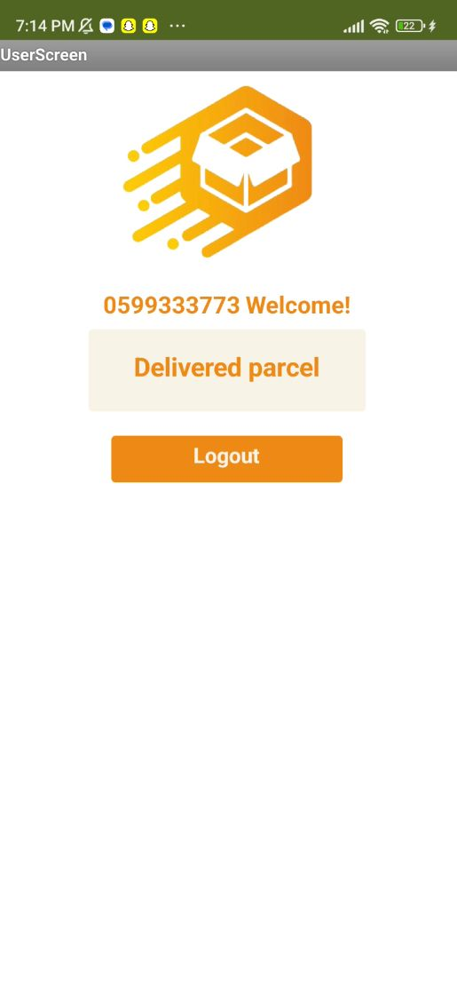 7:14 PM
22
UserScreen
0599333773 Welcome!
Delivered parcel
Logout